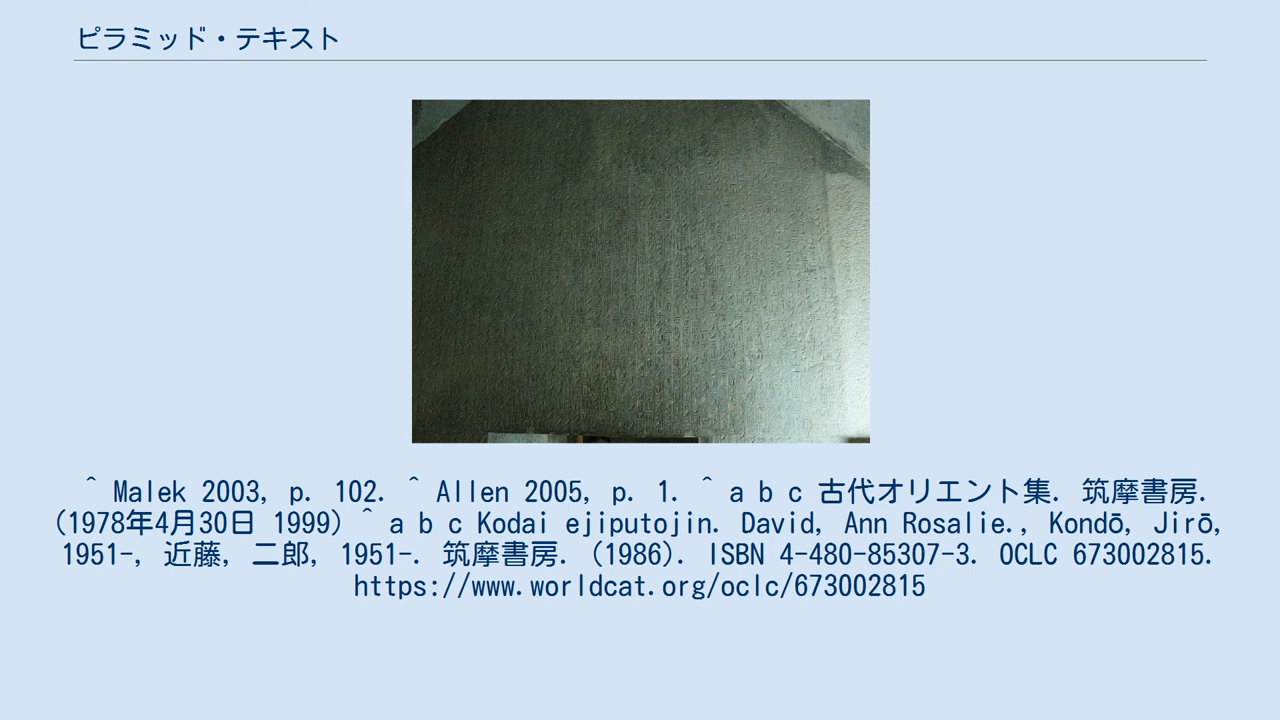 ピラミッド・テキスト
^ Malek 2003, p. 102. ^ Allen 2005, p. 1. ^ a b c 古代オリエント集. 筑摩書房.
(1978年4月30日 1999) ^ a b c Kodai ejiputojin. David, Ann Rosalie., Kondō, Jirō,
1951-, 近藤, 二郎, 1951-. 筑摩書房. (1986). ISBN 4-480-85307-3. OCLC 673002815.
https://www.worldcat.org/oclc/673002815